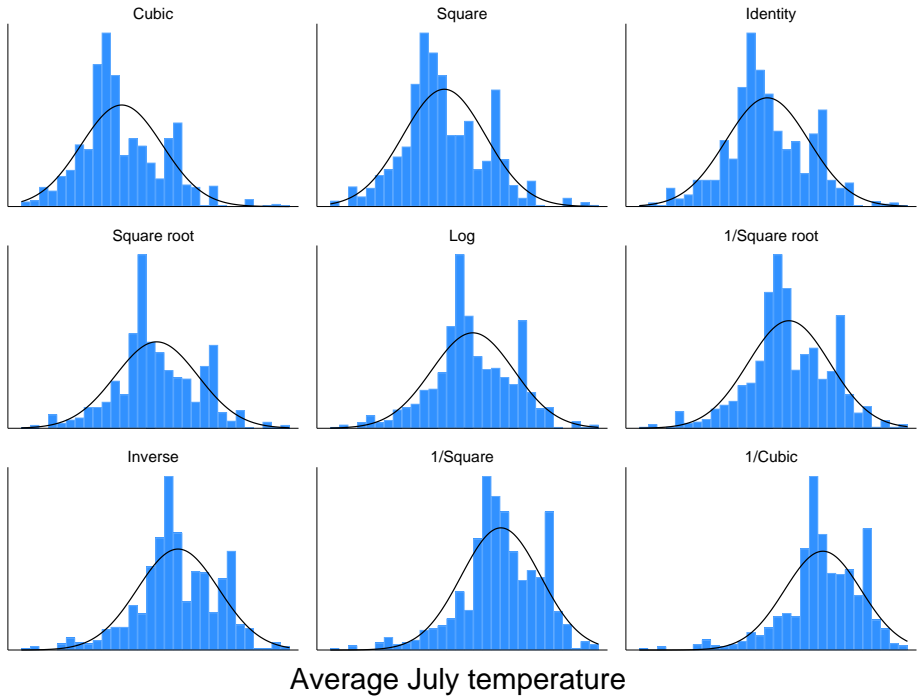 Cubic
Square
Identity
Square root
Log
1/Square root
Inverse
1/Square
1/Cubic
Average July temperature